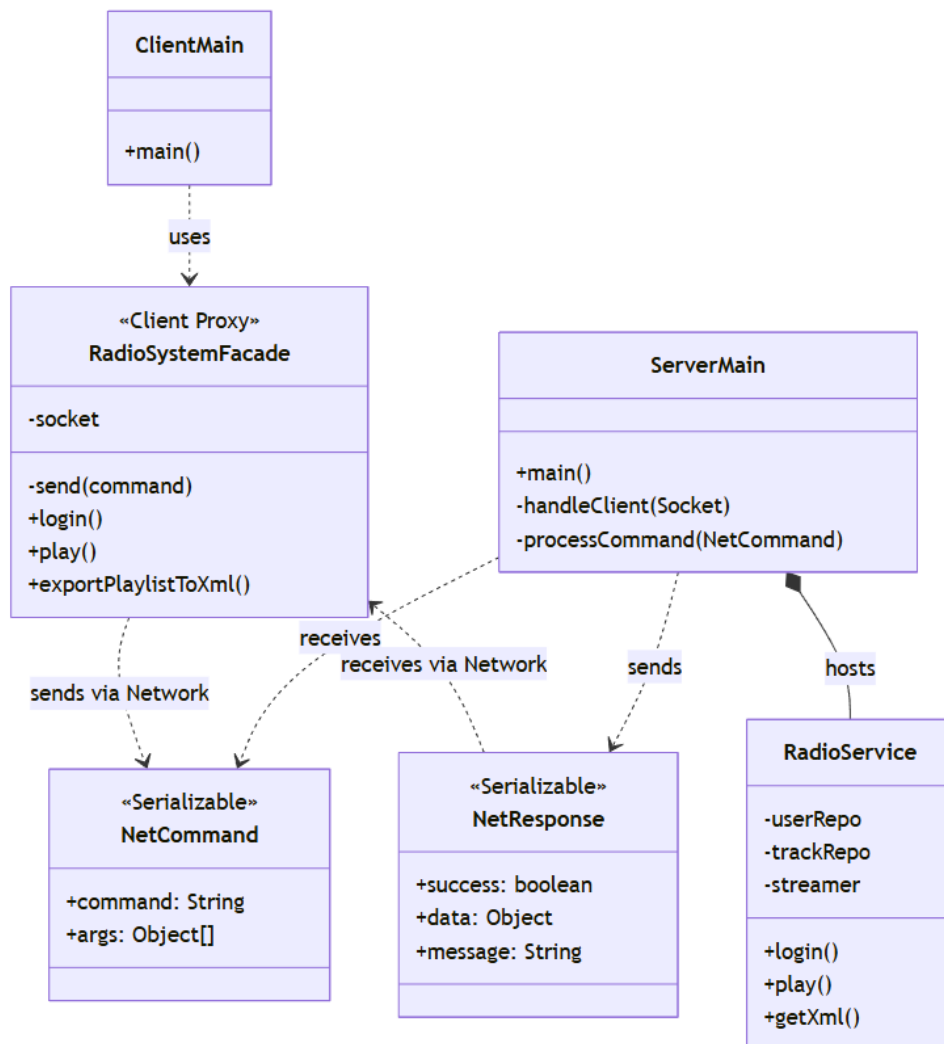 ClientMain
+main()
uses
«Client Proxy»
RadioSystemFacade
-socket
-send(command)
+login()
+play()
+exportPlaylistToXml()
ServerMain
+main()
-handleClient(Socket)
-processCommand(NetCommand)
receives
receives via Network
sends
hosts
sends via Network
«Serializable»
NetCommand
+command: String
+args: Object[]
«Serializable»
NetResponse
+success: boolean
+data: Object
+message: String
RadioService
-userRepo
-trackRepo
-streamer
+login()
+play()
+getXml()